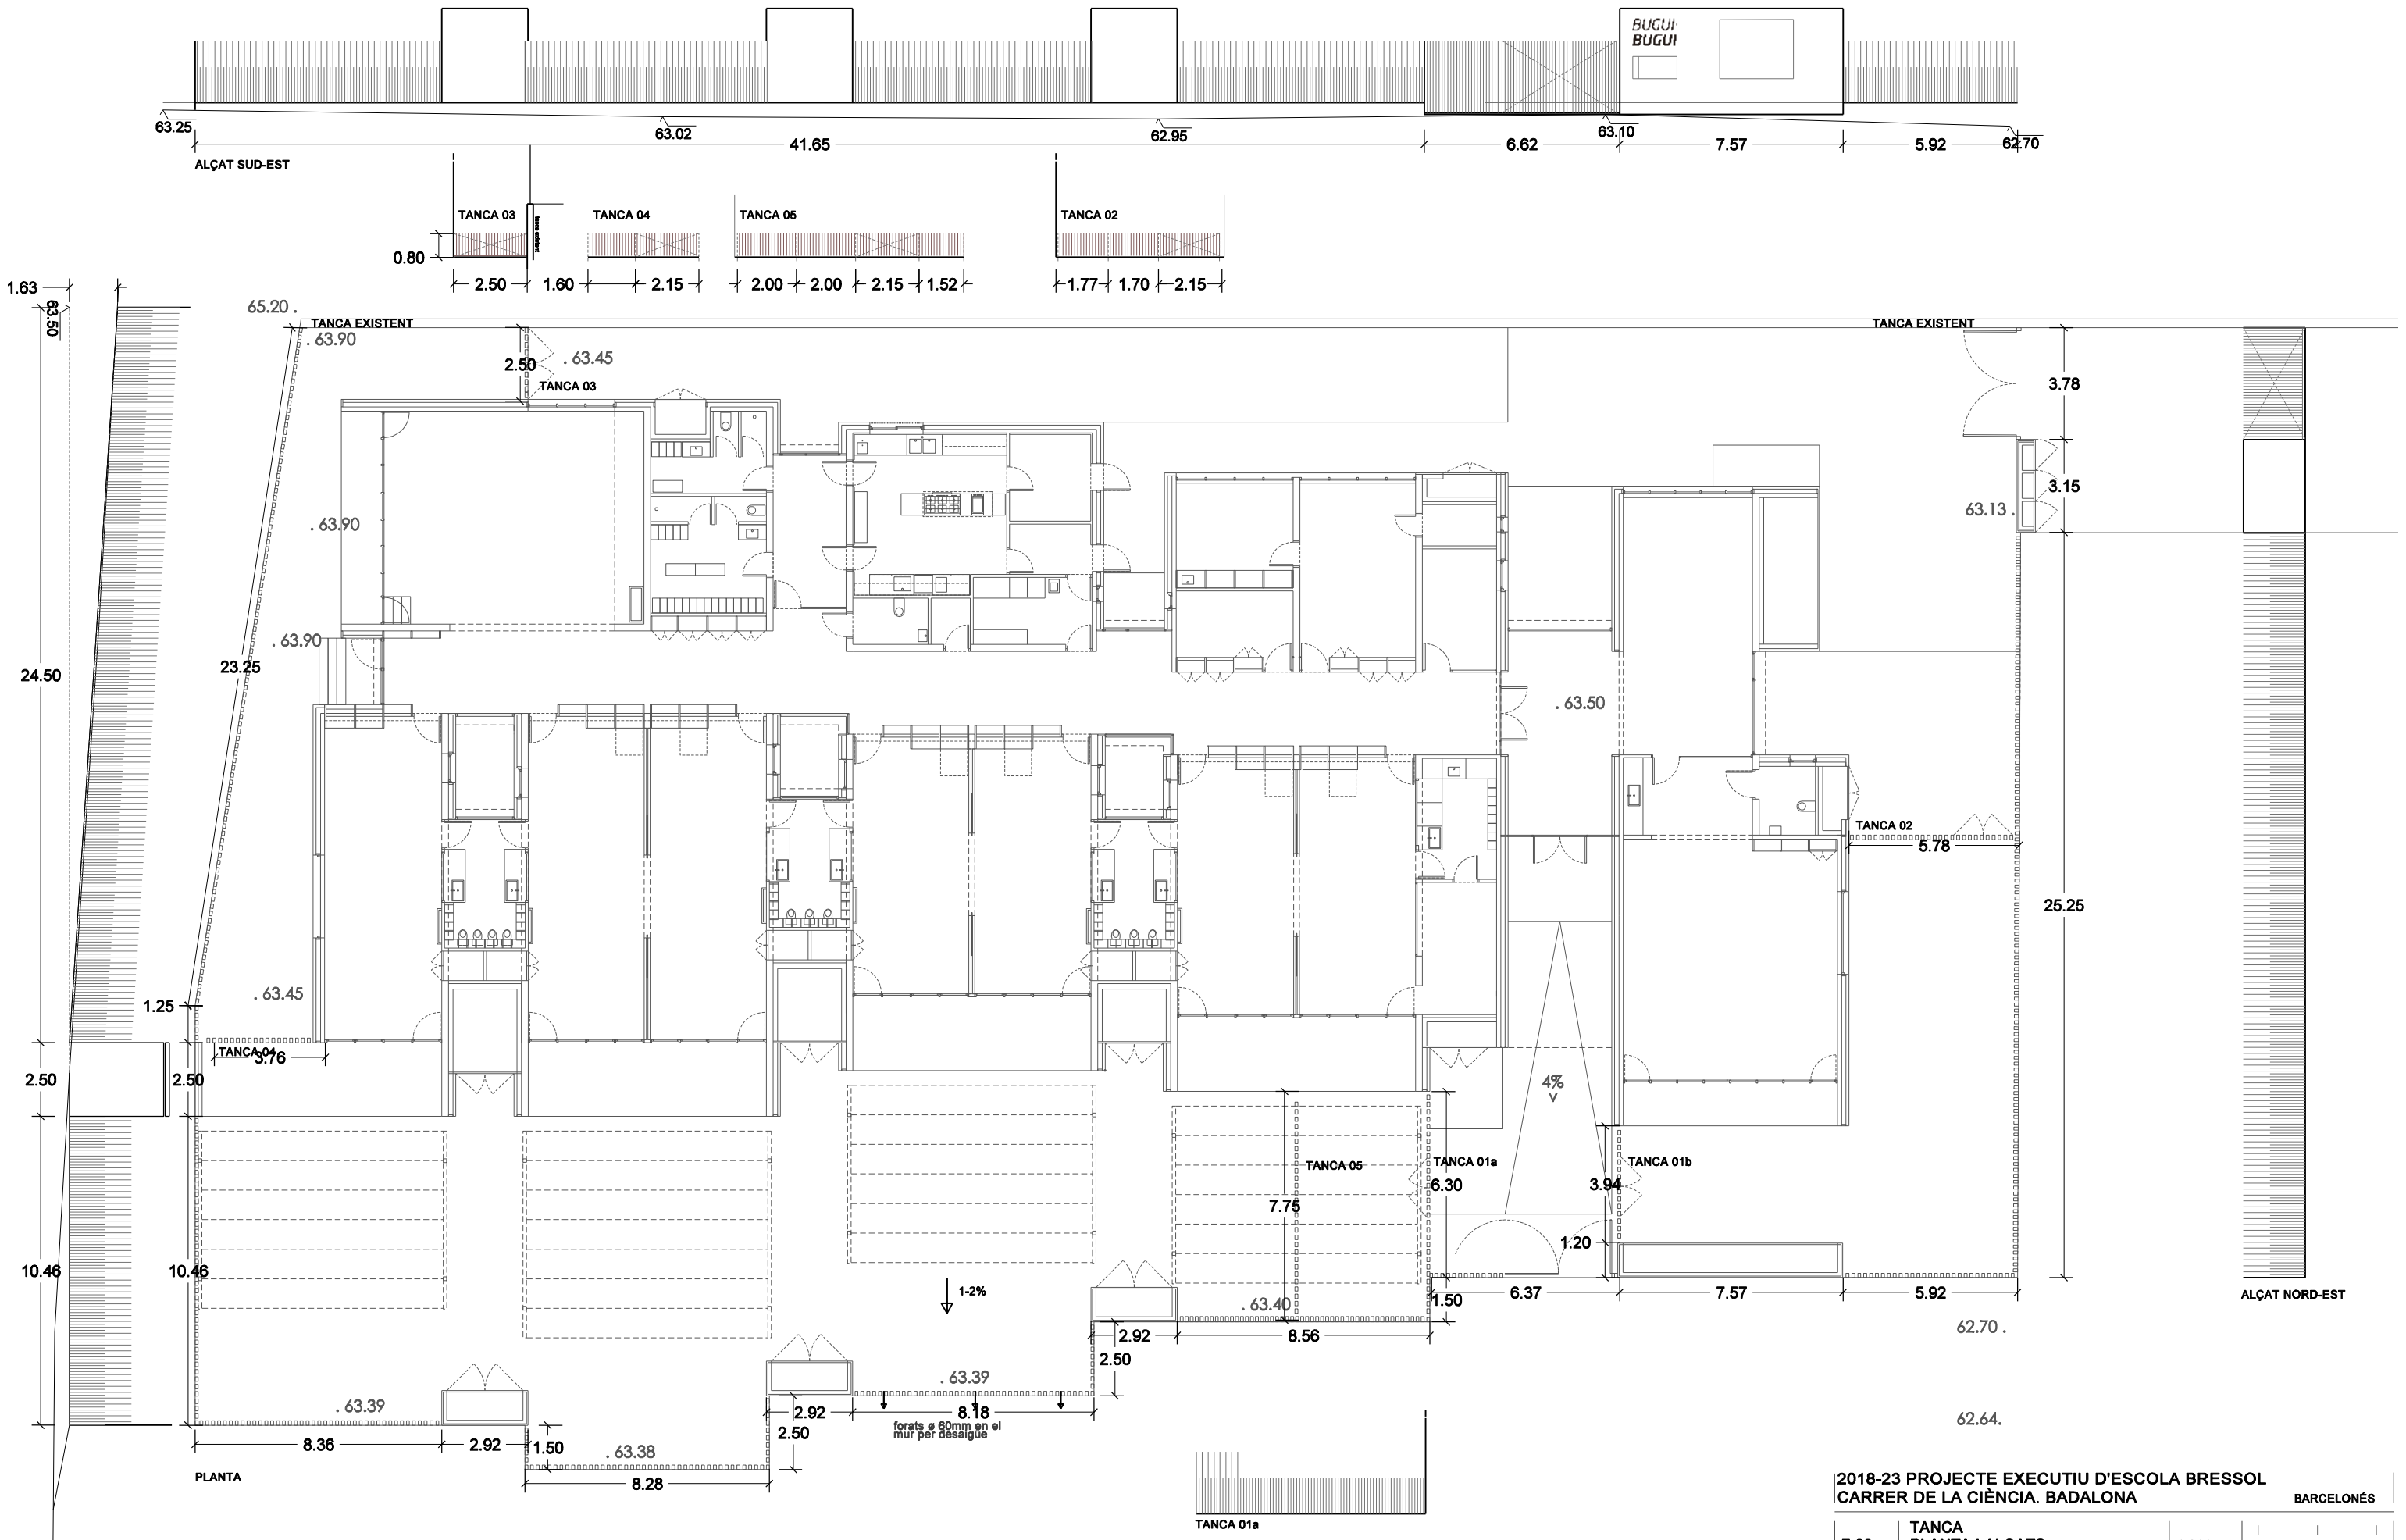 BUGUI·
BUGUI
63.25
63.02
62.95
63.10
62.70
41.65
6.62
7.57
5.92
ALÇAT SUD-EST
TANCA 03
tanca existent
TANCA 04
TANCA 05
TANCA 02
0.80
2.50
1.60
2.15
2.00
2.00
2.15
1.52
1.77
1.70
2.15
1.63
63.50
65.20 .
TANCA EXISTENT
TANCA EXISTENT
. 63.90
2.50
. 63.45
TANCA 03
3.78
3.15
. 63.90
63.13 .
. 63.90
23.25
24.50
. 63.50
TANCA 02
5.78
25.25
. 63.45
1.25
TANCA 04
3.76
2.50
2.50
4%
V
TANCA 05
TANCA 01a
6.30
TANCA 01b
3.94
7.75
1.20
10.46
10.46
1-2%
. 63.40
1.50
6.37
7.57
5.92
ALÇAT NORD-EST
2.92
8.56
62.70 .
2.50
. 63.39
. 63.39
2.92
8.18
forats ø 60mm en el
mur per desaigüe
2.50
62.64.
8.36
2.92
1.50
. 63.38
8.28
PLANTA
TANCA 01a
2018-23 PROJECTE EXECUTIU D'ESCOLA BRESSOL
CARRER DE LA CIÈNCIA. BADALONA
BARCELONÉS
TANCA